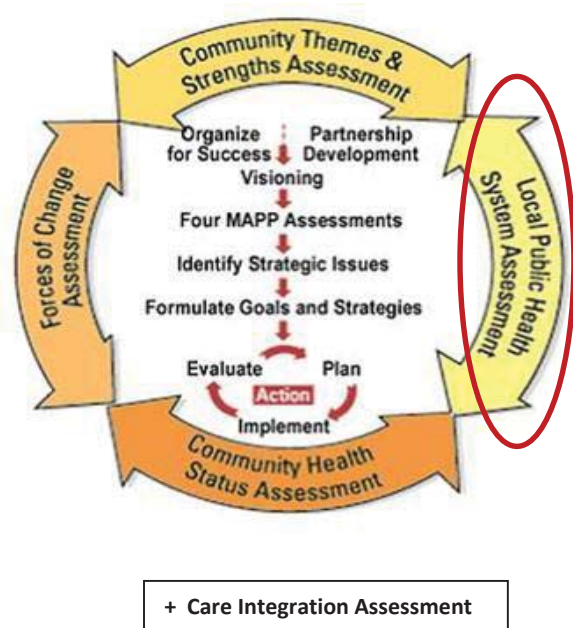 Community Themes &
Strengths Assessment
Organize
for Success
Partnership
Development
Visioning
Four MAPP Assessments
Identify Strategic Issues
Formulate Goals and Strategies
Evaluate
Plan
Action
Implement
Forces of Change
Assessment
Local Public Health
System Assessment
Community Health
Status Assessment
+ Care Integration Assessment